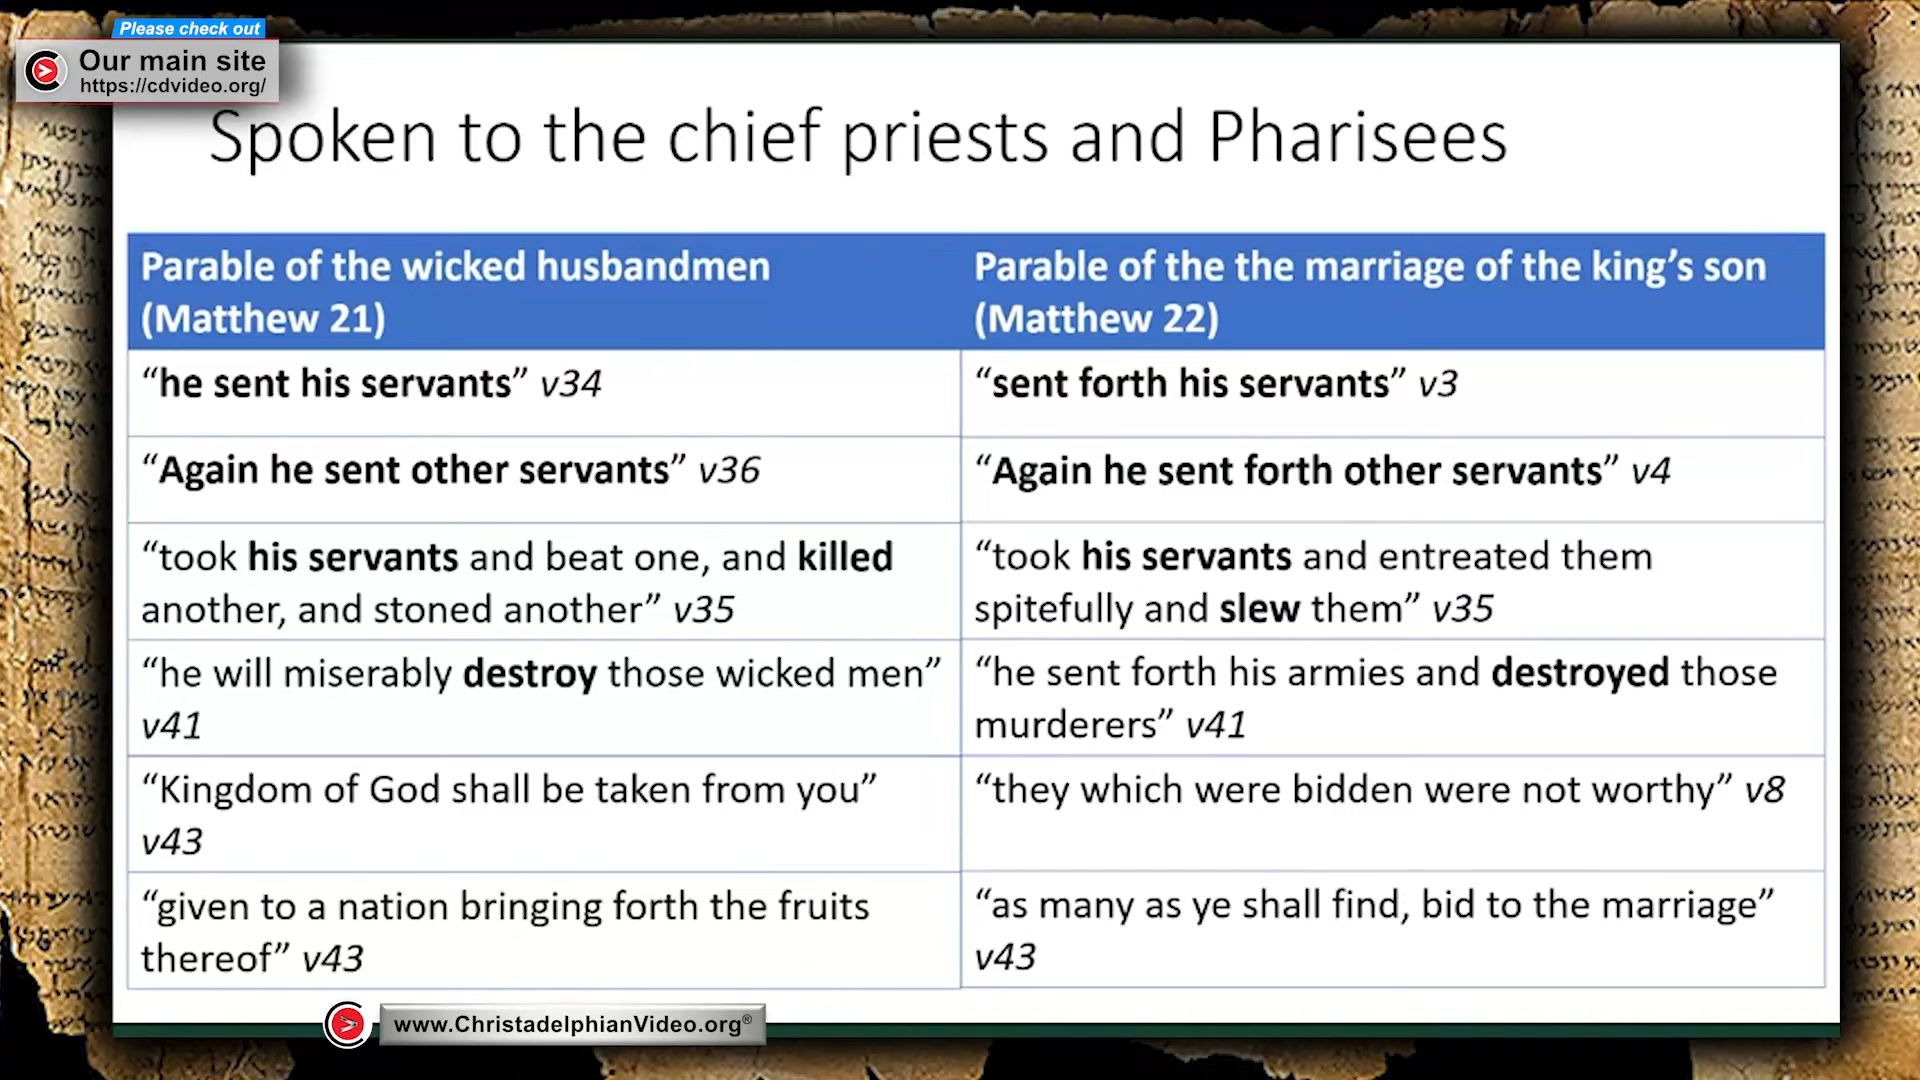 Please check out
Our main site
https://cdvideo.org/
Spoken to the chief priests and Pharisees
Parable of the wicked husbandmen
(Matthew 21)
Parable of the the marriage of the king’s son
(Matthew 22)
“he sent his servants” v34
“sent forth his servants” v3
“Again he sent other servants” v36
“Again he sent forth other servants” v4
“took his servants and beat one, and killed
another, and stoned another” v35
“took his servants and entreated them
spitefully and slew them” v35
“he will miserably destroy those wicked men”
v41
“he sent forth his armies and destroyed those
murderers” v41
“Kingdom of God shall be taken from you”
v43
“they which were bidden were not worthy” v8
“given to a nation bringing forth the fruits
thereof” v43
“as many as ye shall find, bid to the marriage”
v43
www.ChristadelphianVideo.org®